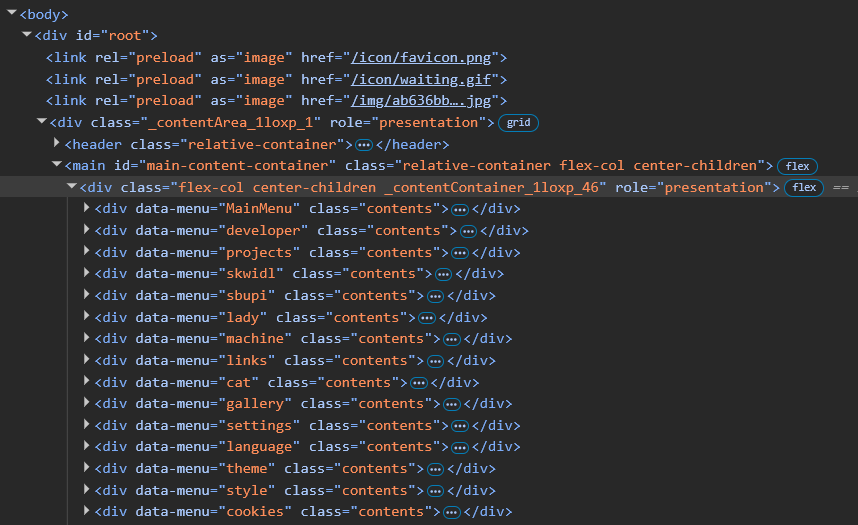 <body>
<div id="root">
<link rel="preload" as="image" href="/icon/favicon.png">
<link rel="preload" as="image" href="/icon/waiting.gif">
<link rel="preload" as="image" href="/img/ab636bb….jpg">
<div class="_contentArea_1loxp_1" role="presentation"> grid
<header class="relative-container">…</header>
<main id="main-content-container" class="relative-container flex-col center-children"> flex
<div class="flex-col center-children _contentContainer_1loxp_46" role="presentation"> flex ==
<div data-menu="MainMenu" class="contents">…</div>
<div data-menu="developer" class="contents">…</div>
<div data-menu="projects" class="contents">…</div>
<div data-menu="skwidl" class="contents">…</div>
<div data-menu="sbupi" class="contents">…</div>
<div data-menu="lady" class="contents">…</div>
<div data-menu="machine" class="contents">…</div>
<div data-menu="links" class="contents">…</div>
<div data-menu="cat" class="contents">…</div>
<div data-menu="gallery" class="contents">…</div>
<div data-menu="settings" class="contents">…</div>
<div data-menu="language" class="contents">…</div>
<div data-menu="theme" class="contents">…</div>
<div data-menu="style" class="contents">…</div>
<div data-menu="cookies" class="contents">…</div>